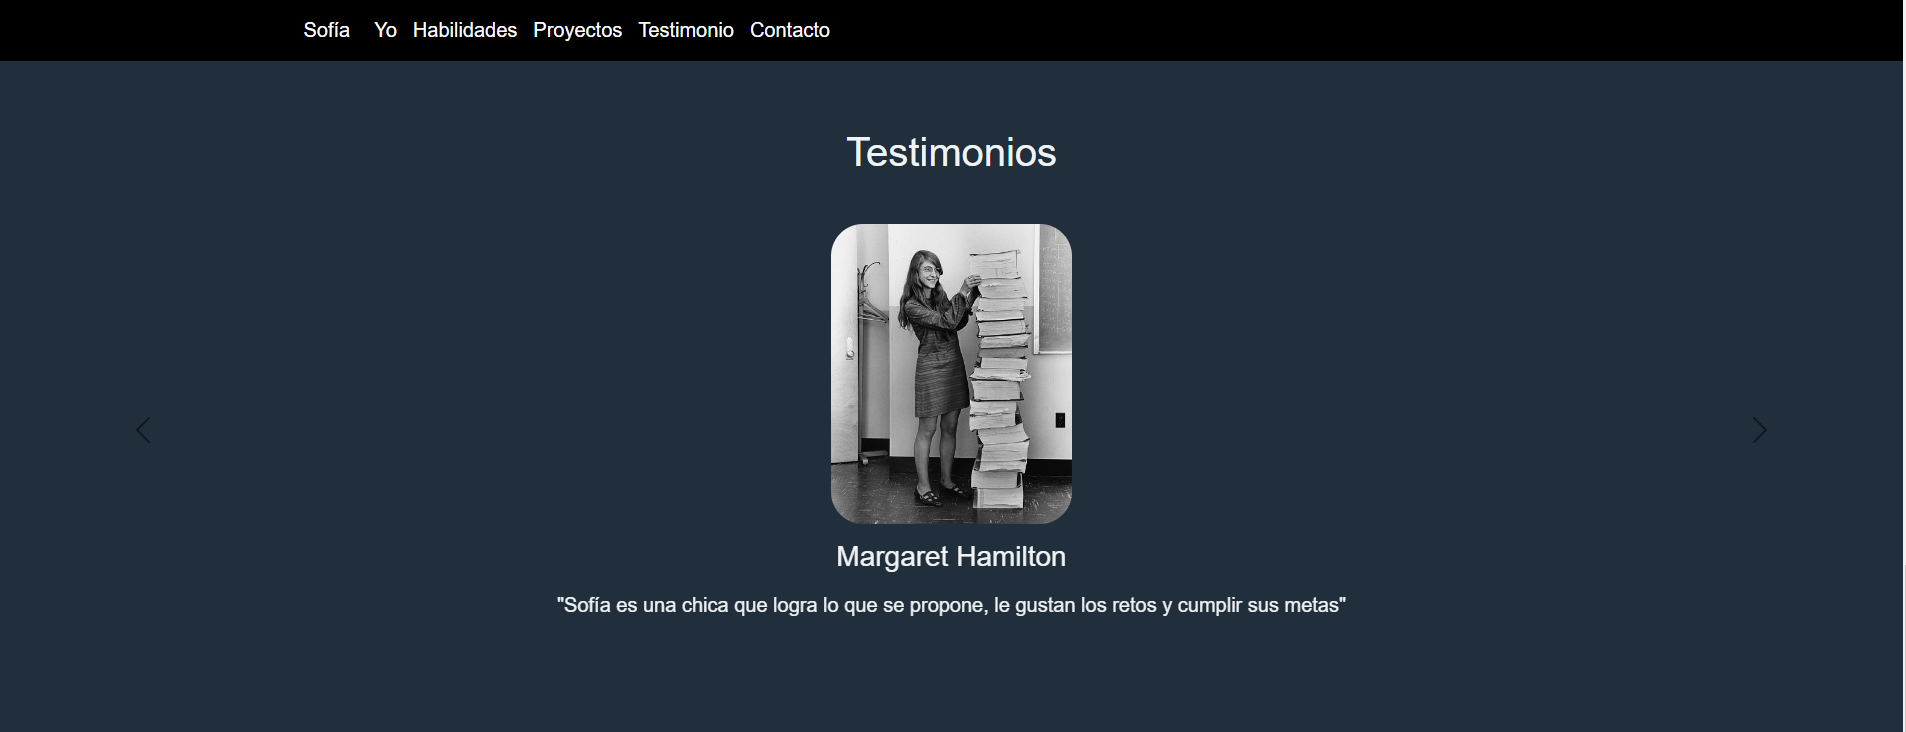 Sofía Yo Habilidades Proyectos Testimonio Contacto
Testimonios
Margaret Hamilton
"Sofía es una chica que logra lo que se propone, le gustan los retos y cumplir sus metas"